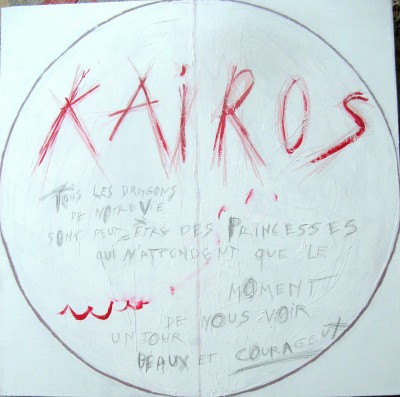 KAiROS
TOUS LES DRAGONS
DE NOTRE VIE
SONT PEUT-ÊTRE DES PRINCESSES
QUI N'ATTENDENT QUE LE
MOMENT
DE NOUS VOIR
UN JOUR
BEAUX ET COURAGEUX